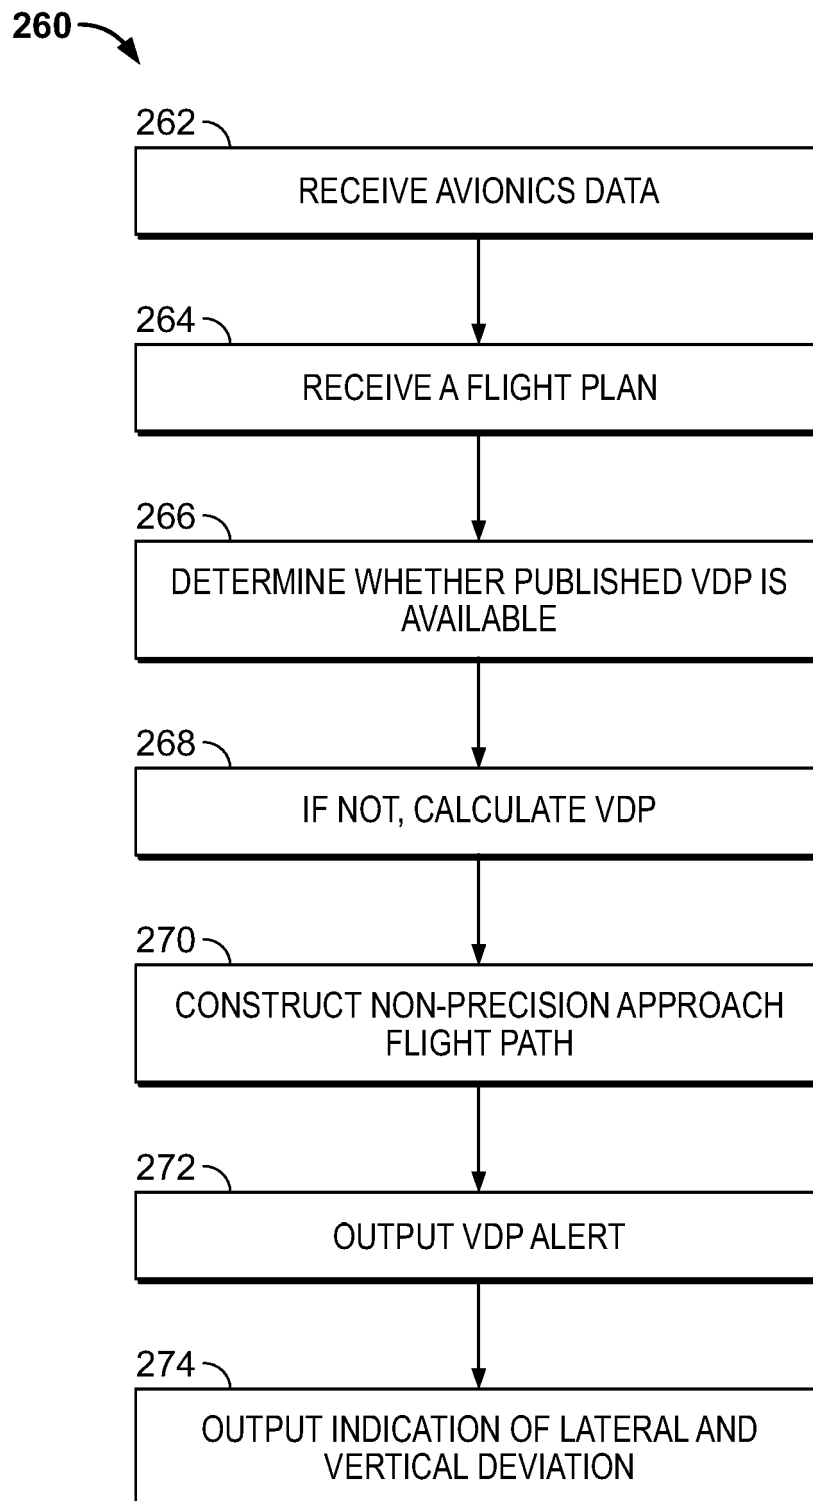 260
262
RECEIVE AVIONICS DATA
264
RECEIVE A FLIGHT PLAN
266
DETERMINE WHETHER PUBLISHED VDP IS
AVAILABLE
268
IF NOT, CALCULATE VDP
270
CONSTRUCT NON-PRECISION APPROACH
FLIGHT PATH
272
OUTPUT VDP ALERT
274
OUTPUT INDICATION OF LATERAL AND
VERTICAL DEVIATION